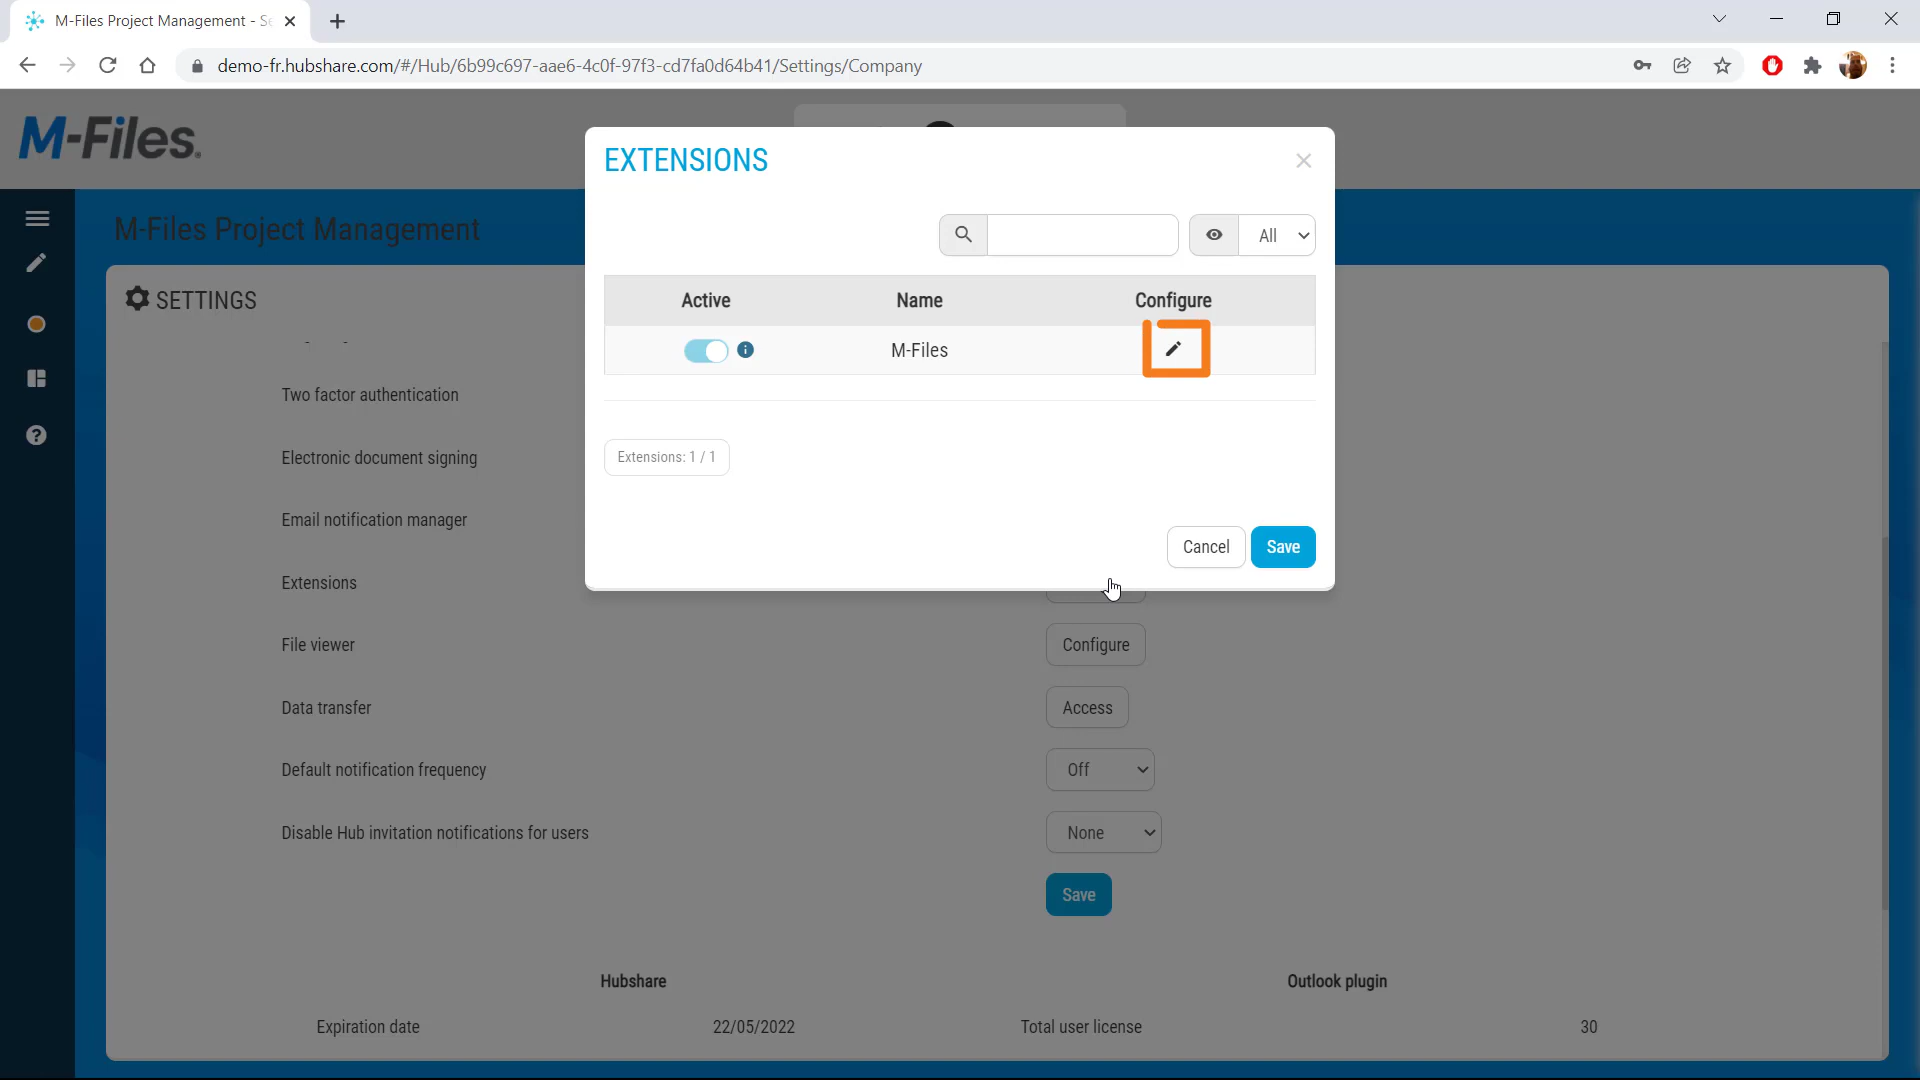 M-Files Project Management - Se
demo-fr.hubshare.com/#/Hub/6b99c697-aae6-4c0f-97f3-cd7fa0d64b41/Settings/Company
M-Files.
EXTENSIONS
M-Files Project Management
All
SETTINGS
Active Name Configure
M-Files
Two factor authentication
Electronic document signing
Extensions: 1 / 1
Email notification manager
Cancel Save
Extensions
File viewer Configure
Data transfer Access
Default notification frequency Off
Disable Hub invitation notifications for users None
Save
Hubshare Outlook plugin
Expiration date 22/05/2022 Total user license 30